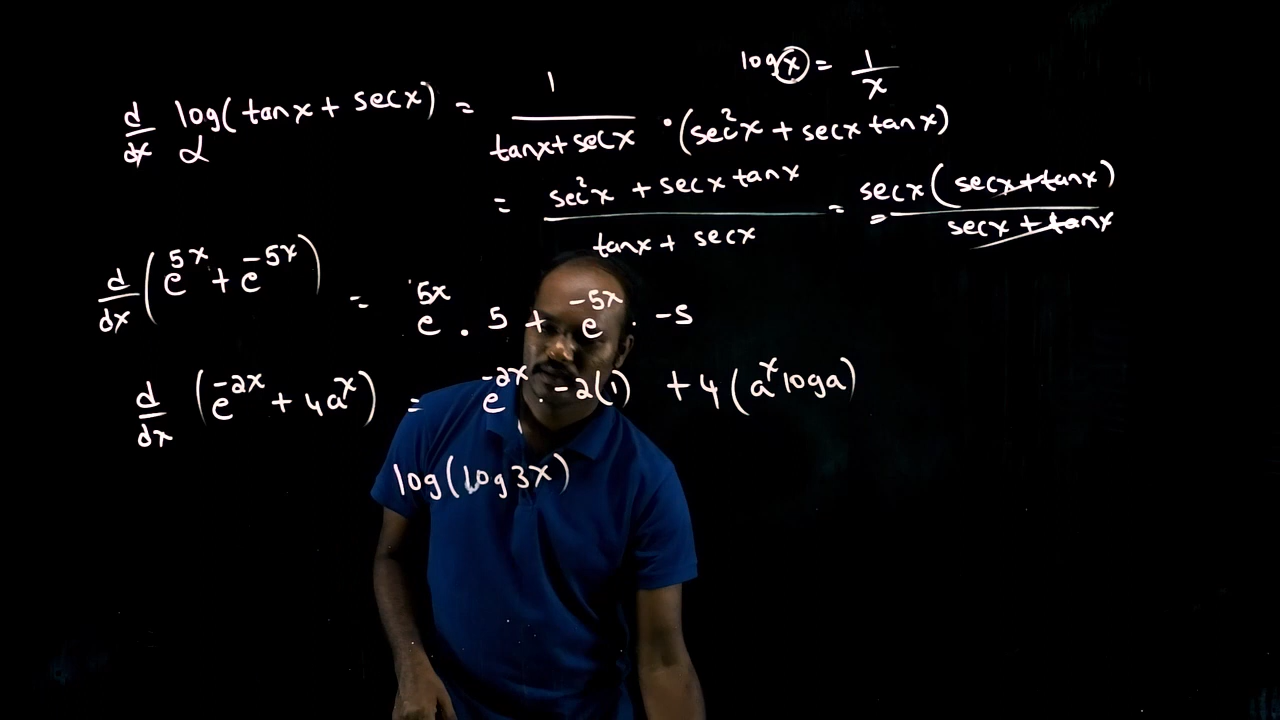 log x = 1/x
d/dx log(tanx + secx) = 1/(tanx + secx) · (sec²x + secx tanx)
= (sec²x + secx tanx)/(tanx + secx) = = secx(secx + tanx)/(secx + tanx)
d/dx (e^5x + e^-5x) = e^5x . 5 + e^-5x . -5
d/dx (e^-2x + 4a^x) = e^-2x . -2(1) + 4(a^x loga)
log(log3x)